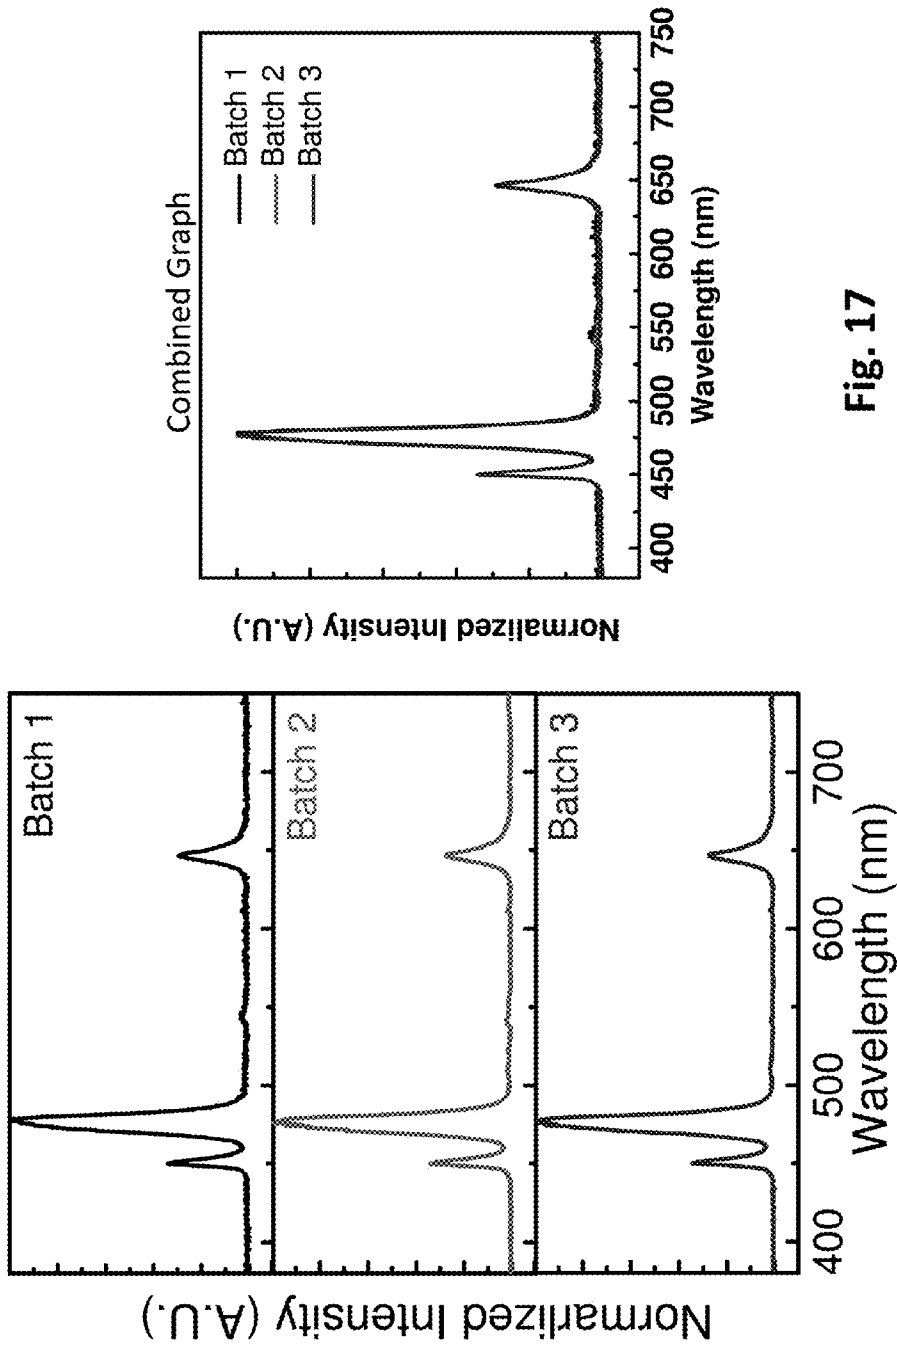 Normarlized Intensity (A.U.)
Batch 1
Batch 2
Batch 3
400 500 600 700
Wavelength (nm)
Combined Graph
Normalized Intensity (A.U.)
Batch 1
Batch 2
Batch 3
400 450 500 550 600 650 700 750
Wavelength (nm)
Fig. 17